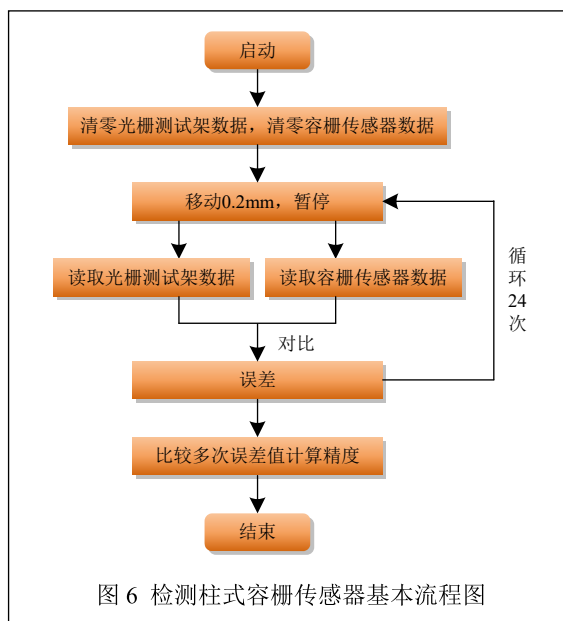 启动
清零光栅测试架数据，清零容栅传感器数据
移动0.2mm，暂停
读取光栅测试架数据
读取容栅传感器数据
循
环
24
次
对比
误差
比较多次误差值计算精度
结束
图 6 检测柱式容栅传感器基本流程图